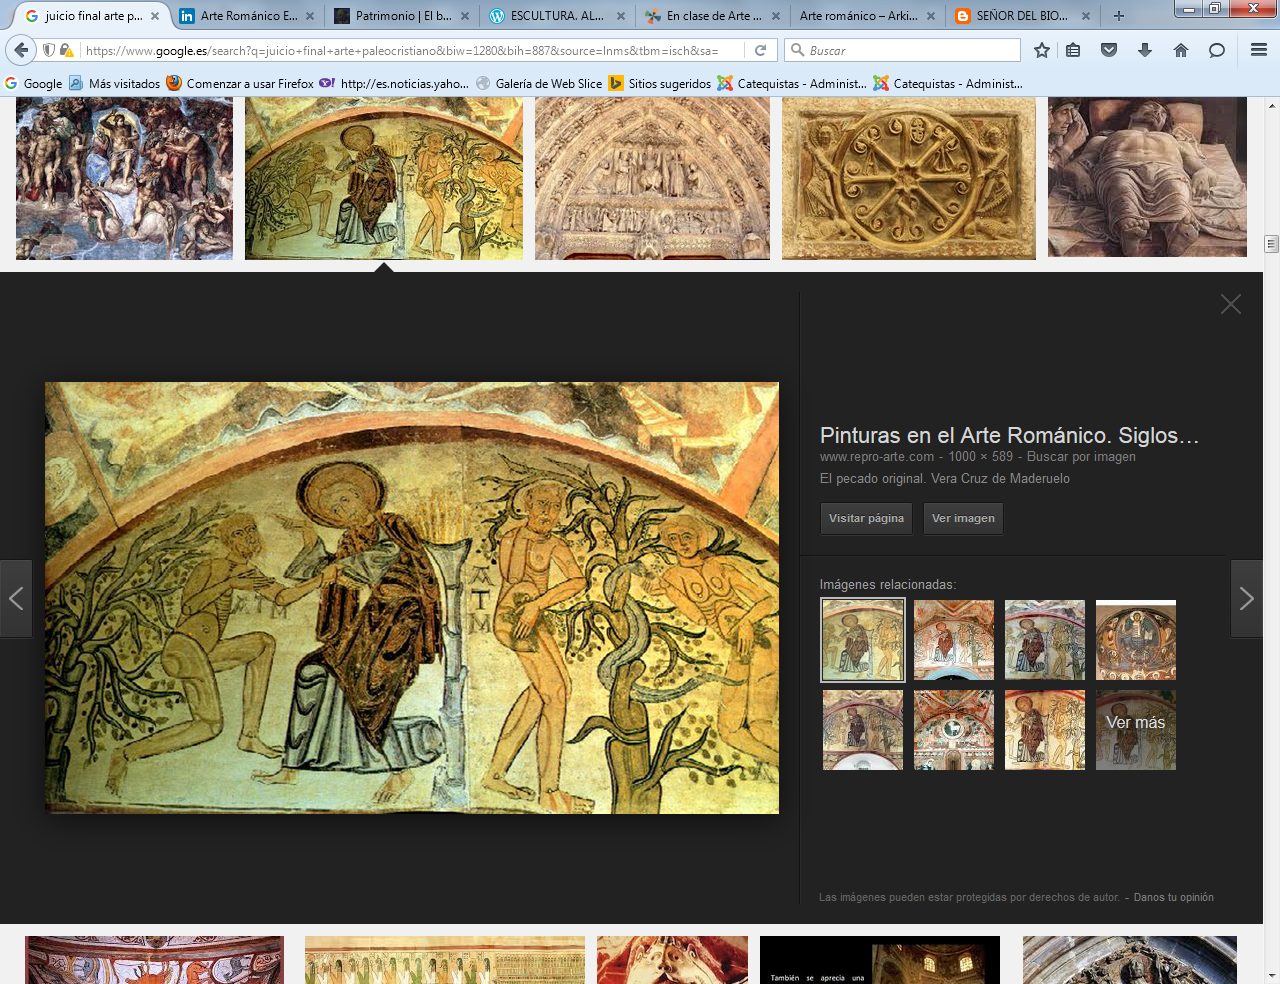 juicio final arte p...
Arte Románico E...
Patrimonio | El b...
ESCULTURA. AL...
En clase de Arte ...
Arte románico – Arki...
SEÑOR DEL BIO...
https://www.google.es/search?q=juicio+final+arte+paleocristiano&biw=1280&bih=887&source=lnms&tbm=isch&sa=
Buscar
Google
Más visitados
Comenzar a usar Firefox
http://es.noticias.yaho...
Galería de Web Slice
Sitios sugeridos
Catequistas - Administ...
Catequistas - Administ...
Pinturas en el Arte Románico. Siglos…
www.repro-arte.com - 1000 × 589 - Buscar por imagen
El pecado original. Vera Cruz de Maderuelo
Visitar página
Ver imagen
Imágenes relacionadas:
Ver más
Las imágenes pueden estar protegidas por derechos de autor. - Danos tu opinión
También se aprecia una